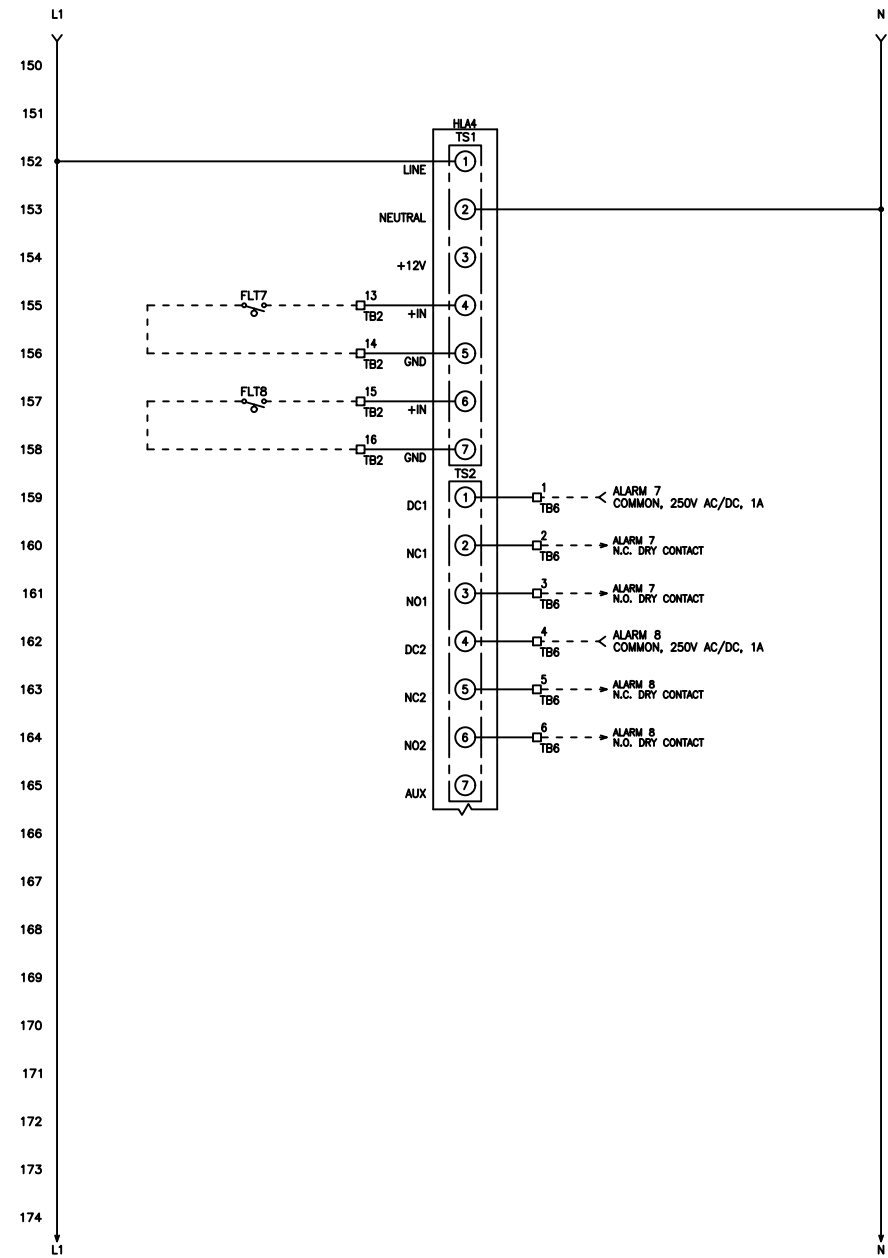 L1 N
150
151
HLA4
TS1
152 LINE 1
153 NEUTRAL 2
154 +12V 3
155 FLT7 13 TB2 +IN 4
156 14 TB2 GND 5
157 FLT8 15 TB2 +IN 6
158 16 TB2 GND 7
TS2
159 DC1 1 1 TB6 ALARM 7
COMMON, 250V AC/DC, 1A
160 NC1 2 2 TB6 ALARM 7
N.C. DRY CONTACT
161 NO1 3 3 TB6 ALARM 7
N.O. DRY CONTACT
162 DC2 4 4 TB6 ALARM 8
COMMON, 250V AC/DC, 1A
163 NC2 5 5 TB6 ALARM 8
N.C. DRY CONTACT
164 NO2 6 6 TB6 ALARM 8
N.O. DRY CONTACT
165 AUX 7
166
167
168
169
170
171
172
173
174
L1 N